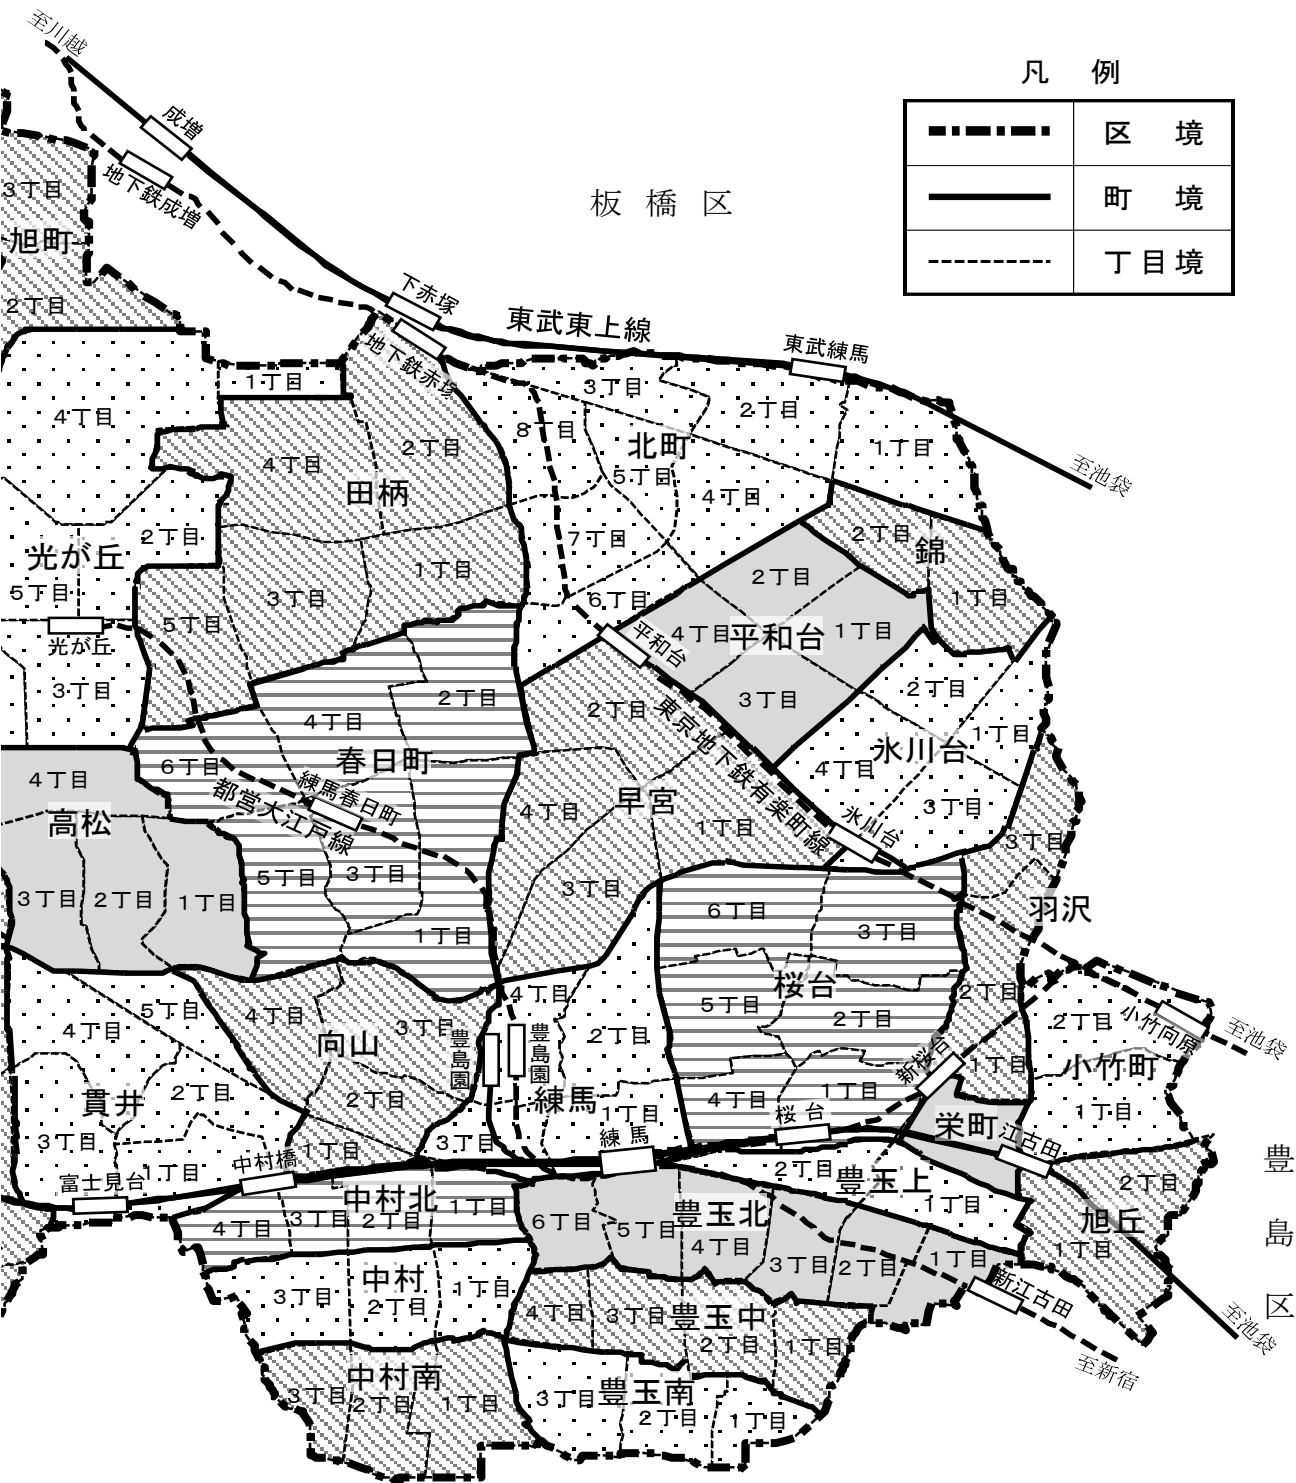 至川越
凡 例
区 境
町 境
丁目境
成増
地下鉄成増
板橋区
3丁目
旭町
2丁目
下赤塚
東武東上線
地下鉄赤塚
東武練馬
至池袋
1丁目
4丁目
2丁目
光が丘
5丁目
光が丘
3丁目
2丁目
4丁目
田柄
1丁目
3丁目
5丁目
3丁目
2丁目
1丁目
8丁目
北町
5丁目
4丁目
7丁目
6丁目
2丁目
錦
1丁目
2丁目
4丁目
平和台
1丁目
3丁目
平和台
東京地下鉄有楽町線
2丁目
1丁目
氷川台
4丁目
3丁目
氷川台
2丁目
4丁目
春日町
6丁目
練馬春日町
都営大江戸線
5丁目
3丁目
1丁目
2丁目
早宮
4丁目
1丁目
3丁目
4丁目
高松
3丁目
2丁目
1丁目
3丁目
羽沢
2丁目
1丁目
6丁目
3丁目
桜台
5丁目
2丁目
4丁目
1丁目
新桜台
桜台
小竹向原
至池袋
2丁目
小竹町
1丁目
5丁目
4丁目
貫井
2丁目
3丁目
1丁目
富士見台
中村橋
4丁目
3丁目
向山
2丁目
1丁目
豊島園
豊島園
4丁目
2丁目
練馬
1丁目
3丁目
練馬
栄町
江古田
豊島区
2丁目
旭丘
1丁目
至池袋
2丁目
豊玉上
1丁目
中村北
1丁目
2丁目
3丁目
4丁目
6丁目
5丁目
豊玉北
4丁目
3丁目
2丁目
1丁目
新江古田
至新宿
中村
1丁目
2丁目
3丁目
4丁目
3丁目
豊玉中
2丁目
1丁目
中村南
3丁目
2丁目
1丁目
3丁目
豊玉南
2丁目
1丁目